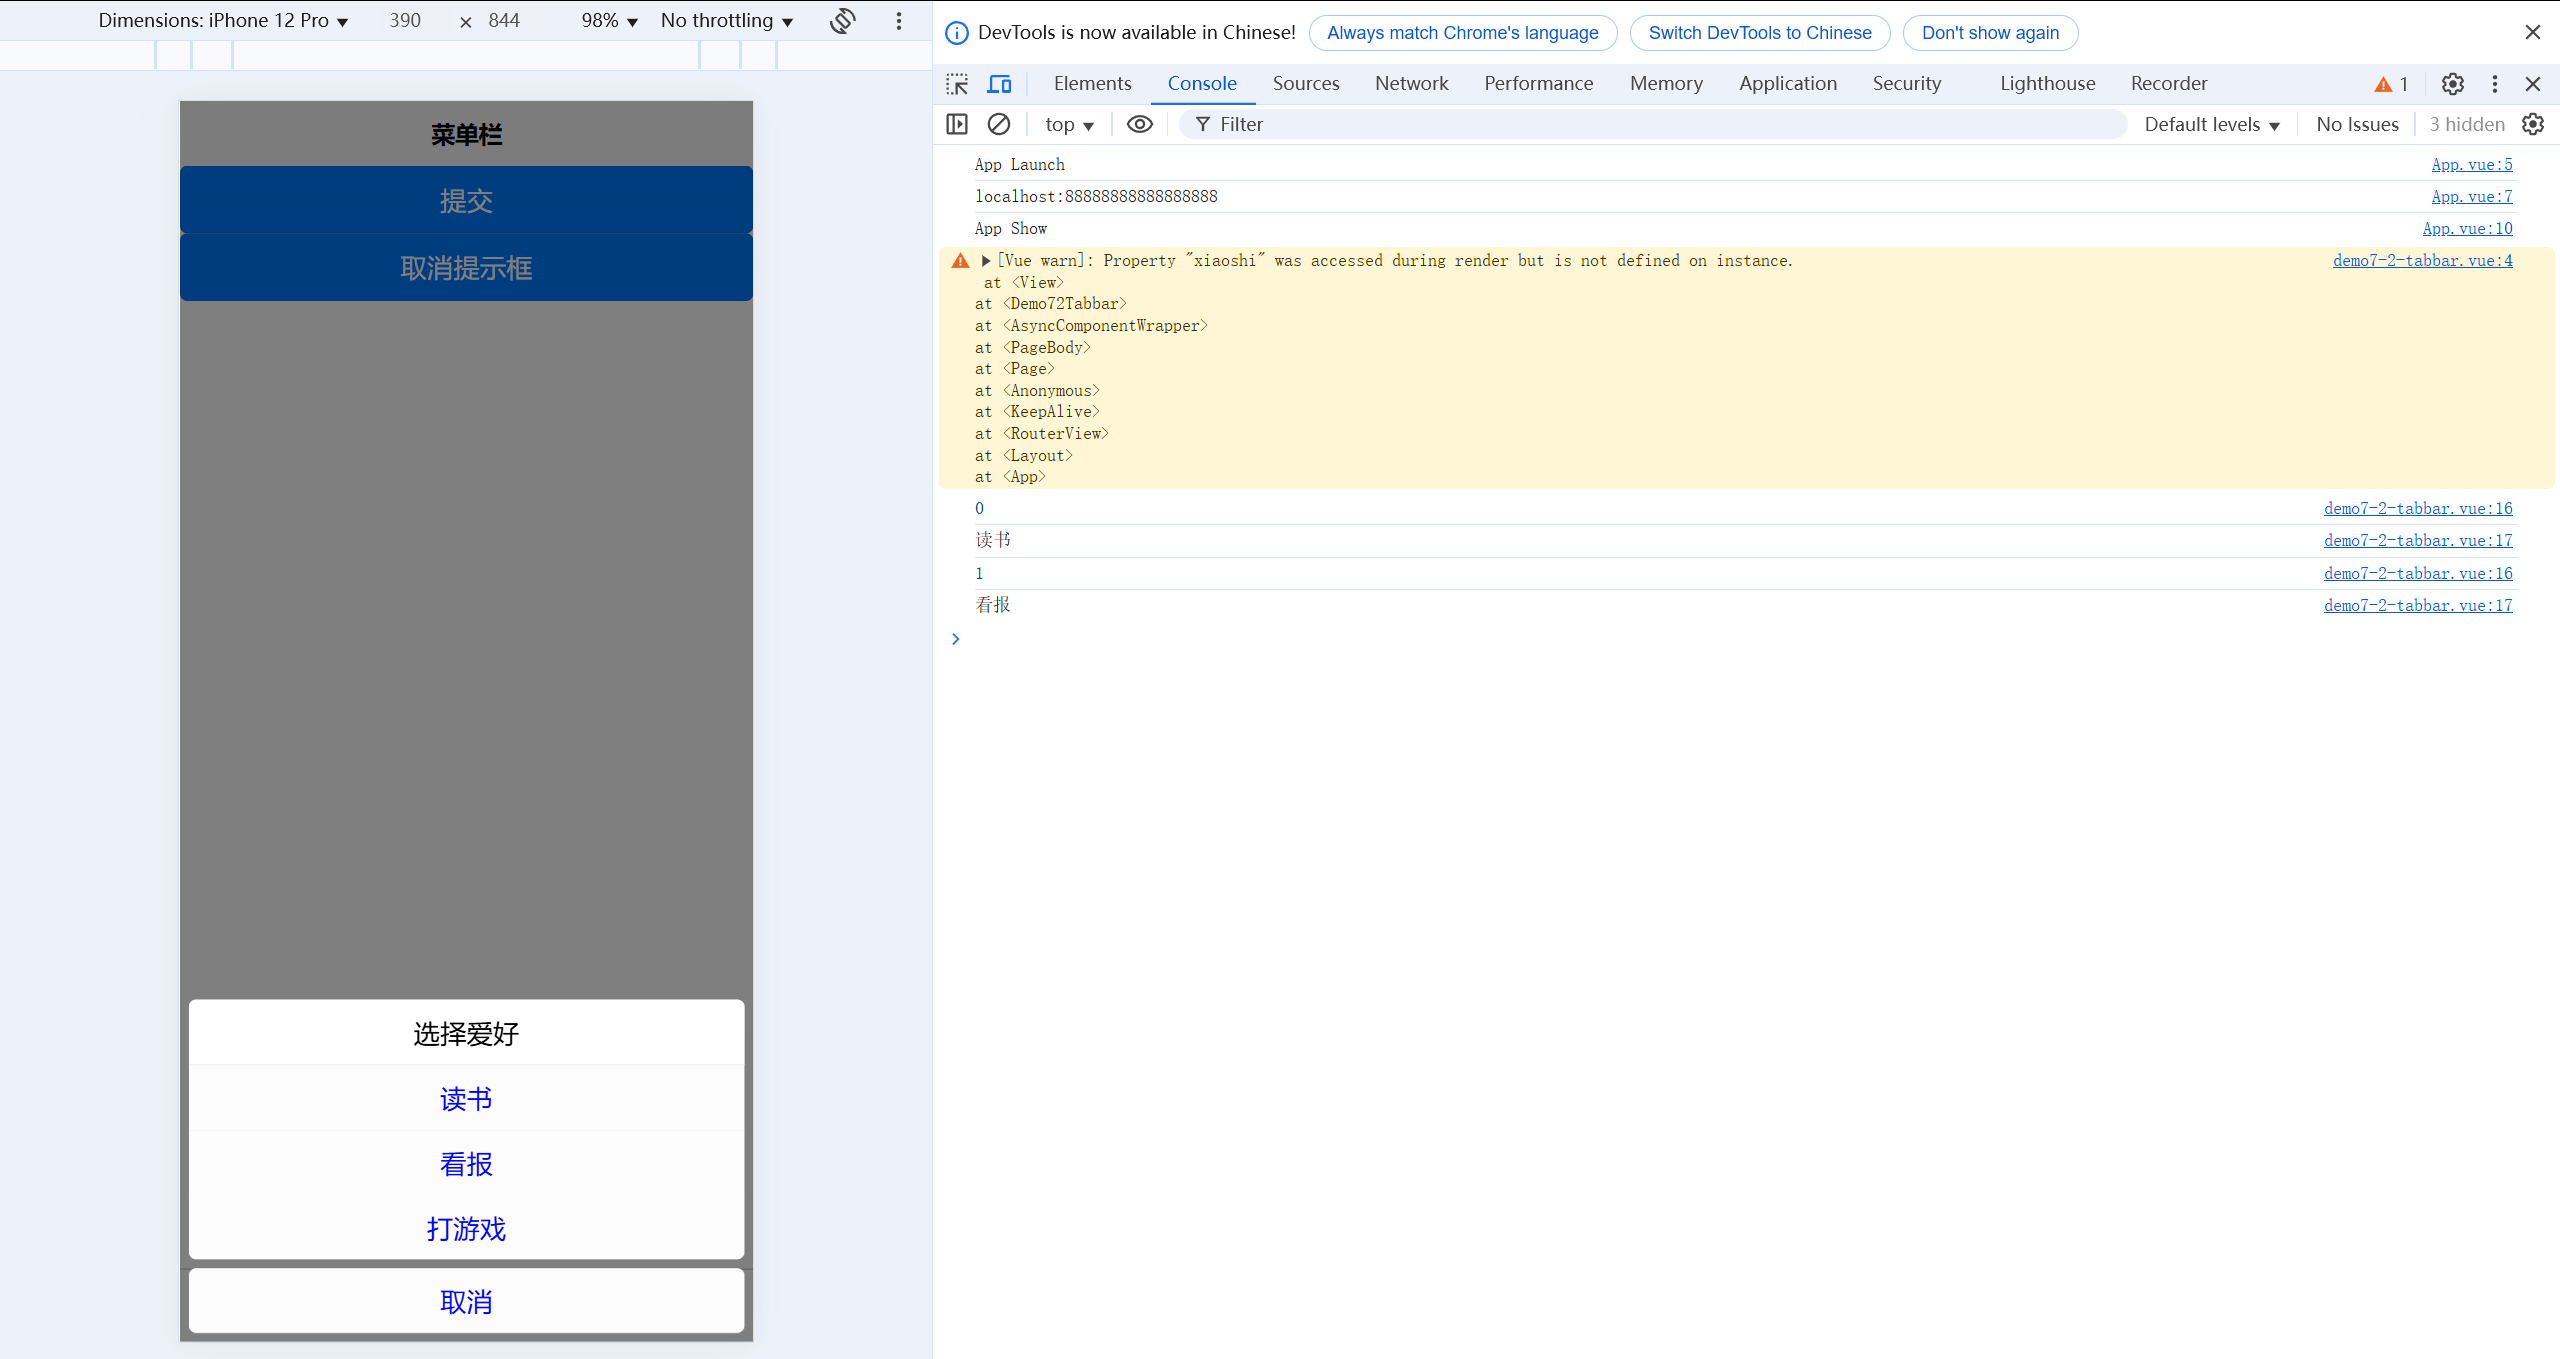 Dimensions: iPhone 12 Pro ▼ 390 × 844 98% ▼ No throttling ▼
菜单栏
提交
取消提示框
选择爱好
读书
看报
打游戏
取消
DevTools is now available in Chinese! Always match Chrome's language Switch DevTools to Chinese Don't show again
Elements Console Sources Network Performance Memory Application Security Lighthouse Recorder 1
top ▼ Filter Default levels ▼ No Issues 3 hidden
App Launch App.vue:5
localhost:88888888888888888 App.vue:7
App Show App.vue:10
[Vue warn]: Property "xiaoshi" was accessed during render but is not defined on instance. demo7-2-tabbar.vue:4
at <View>
at <Demo72Tabbar>
at <AsyncComponentWrapper>
at <PageBody>
at <Page>
at <Anonymous>
at <KeepAlive>
at <RouterView>
at <Layout>
at <App>
0 demo7-2-tabbar.vue:16
读书 demo7-2-tabbar.vue:17
1 demo7-2-tabbar.vue:16
看报 demo7-2-tabbar.vue:17